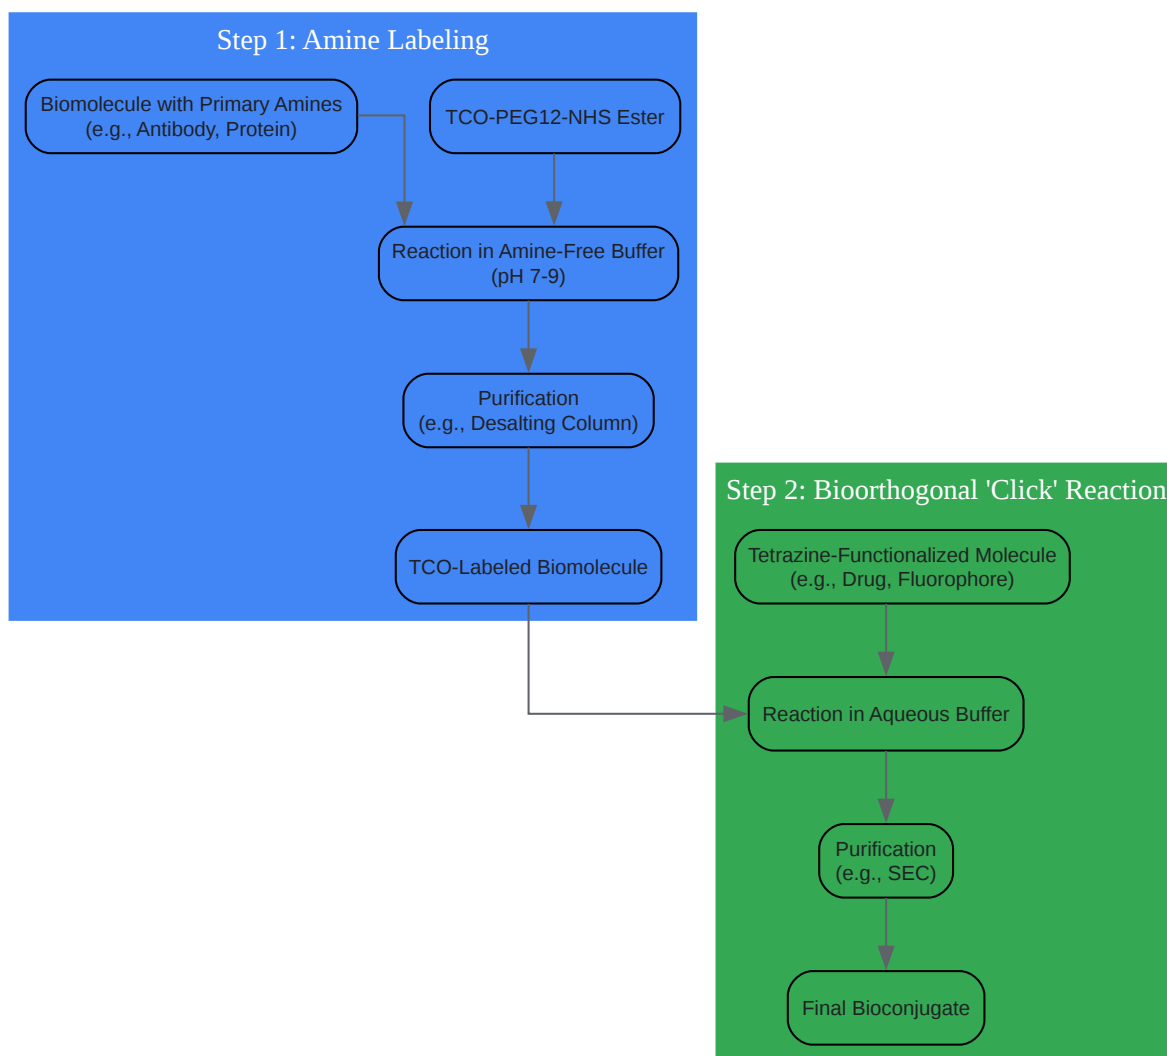 Step 1: Amine Labeling
Biomolecule with Primary Amines
(e.g., Antibody, Protein)
TCO-PEG12-NHS Ester
Reaction in Amine-Free Buffer
(pH 7-9)
Purification
(e.g., Desalting Column)
TCO-Labeled Biomolecule
Step 2: Bioorthogonal 'Click' Reaction
Tetrazine-Functionalized Molecule
(e.g., Drug, Fluorophore)
Reaction in Aqueous Buffer
Purification
(e.g., SEC)
Final Bioconjugate